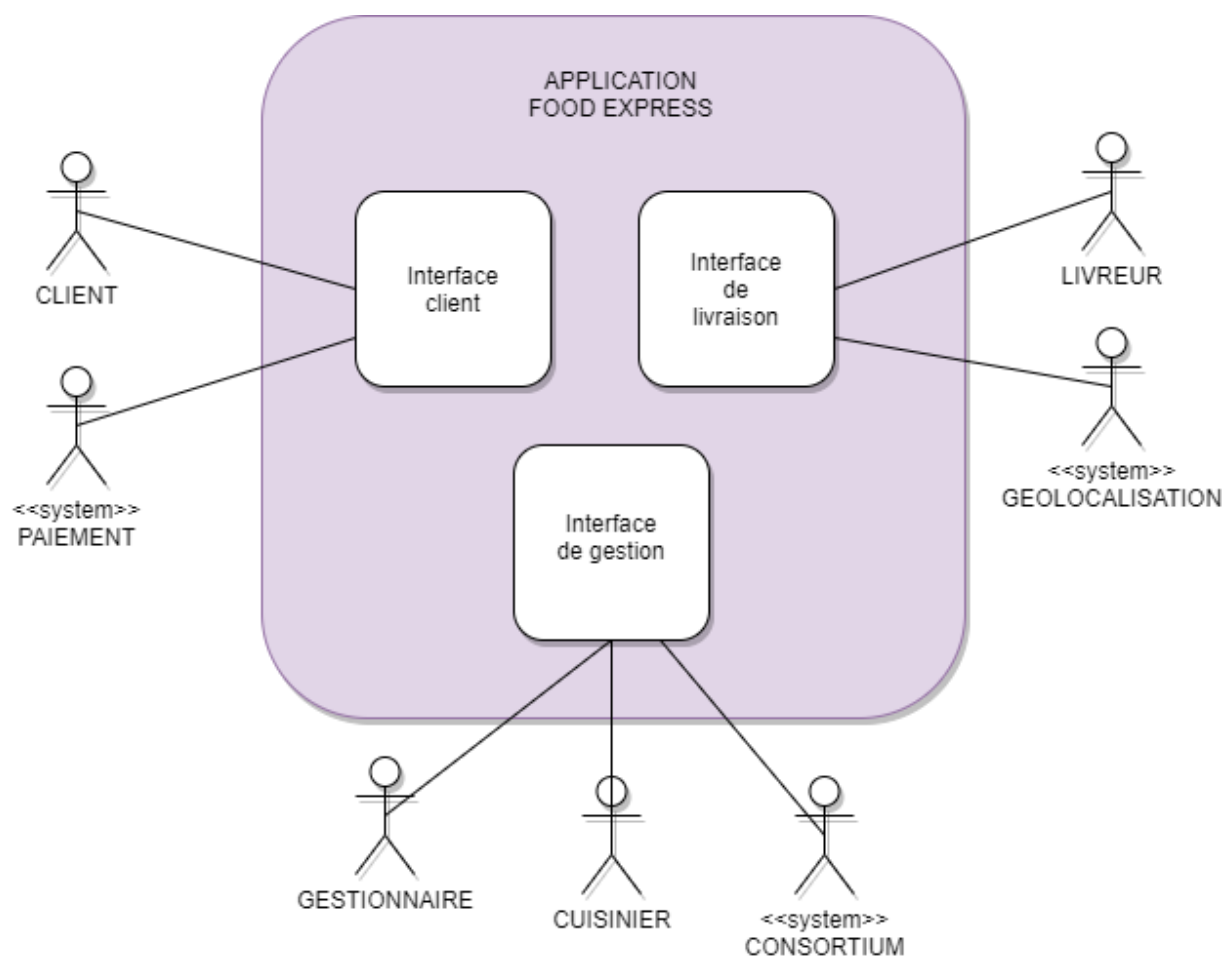 APPLICATION
FOOD EXPRESS
CLIENT
<<system>>
PAIEMENT
Interface
client
Interface
de
livraison
LIVREUR
<<system>>
GEOLOCALISATION
Interface
de gestion
GESTIONNAIRE
CUISINIER
<<system>>
CONSORTIUM